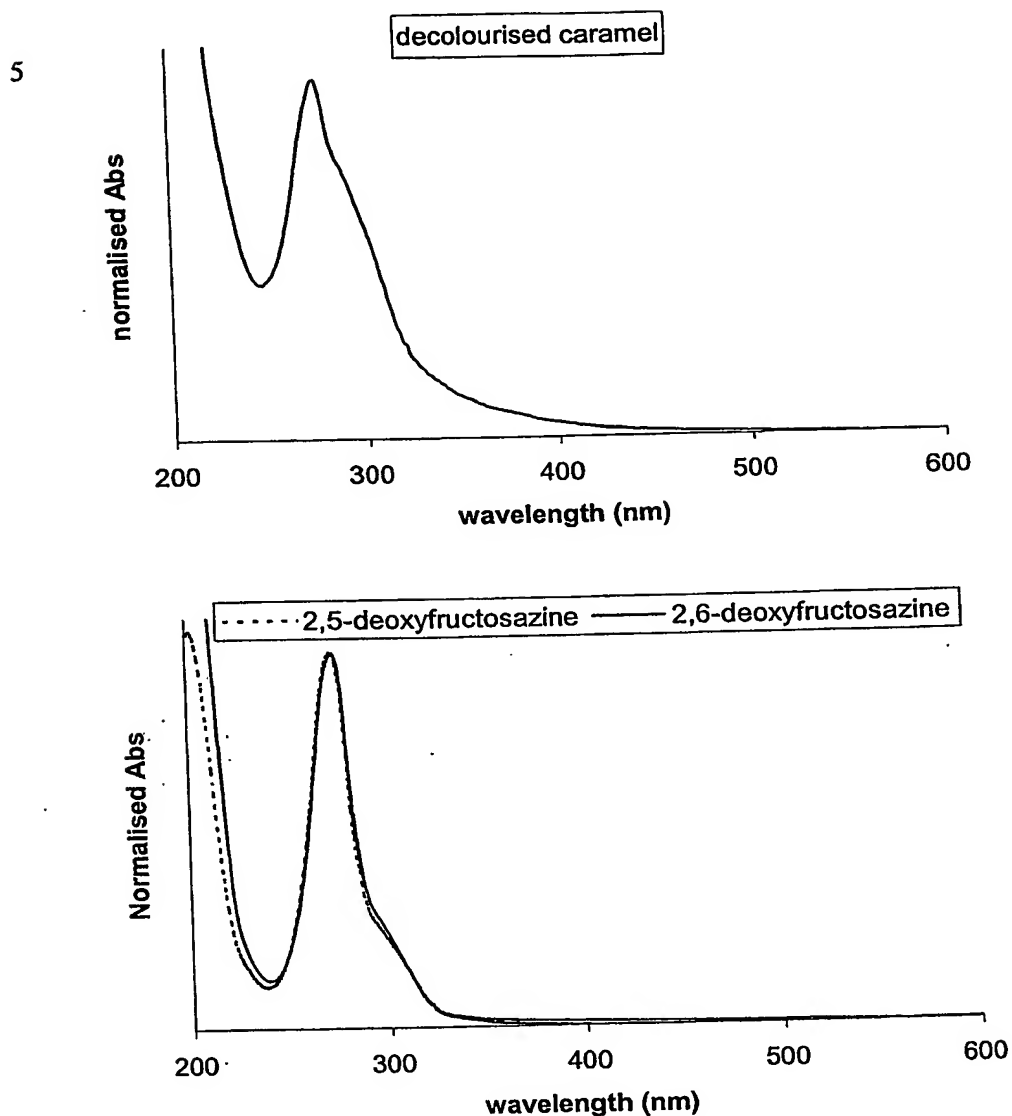 5
decolourised caramel
normalised Abs
200 300 400 500 600
wavelength (nm)
2,5-deoxyfructosazine 2,6-deoxyfructosazine
Normalised Abs
200 300 400 500 600
wavelength (nm)